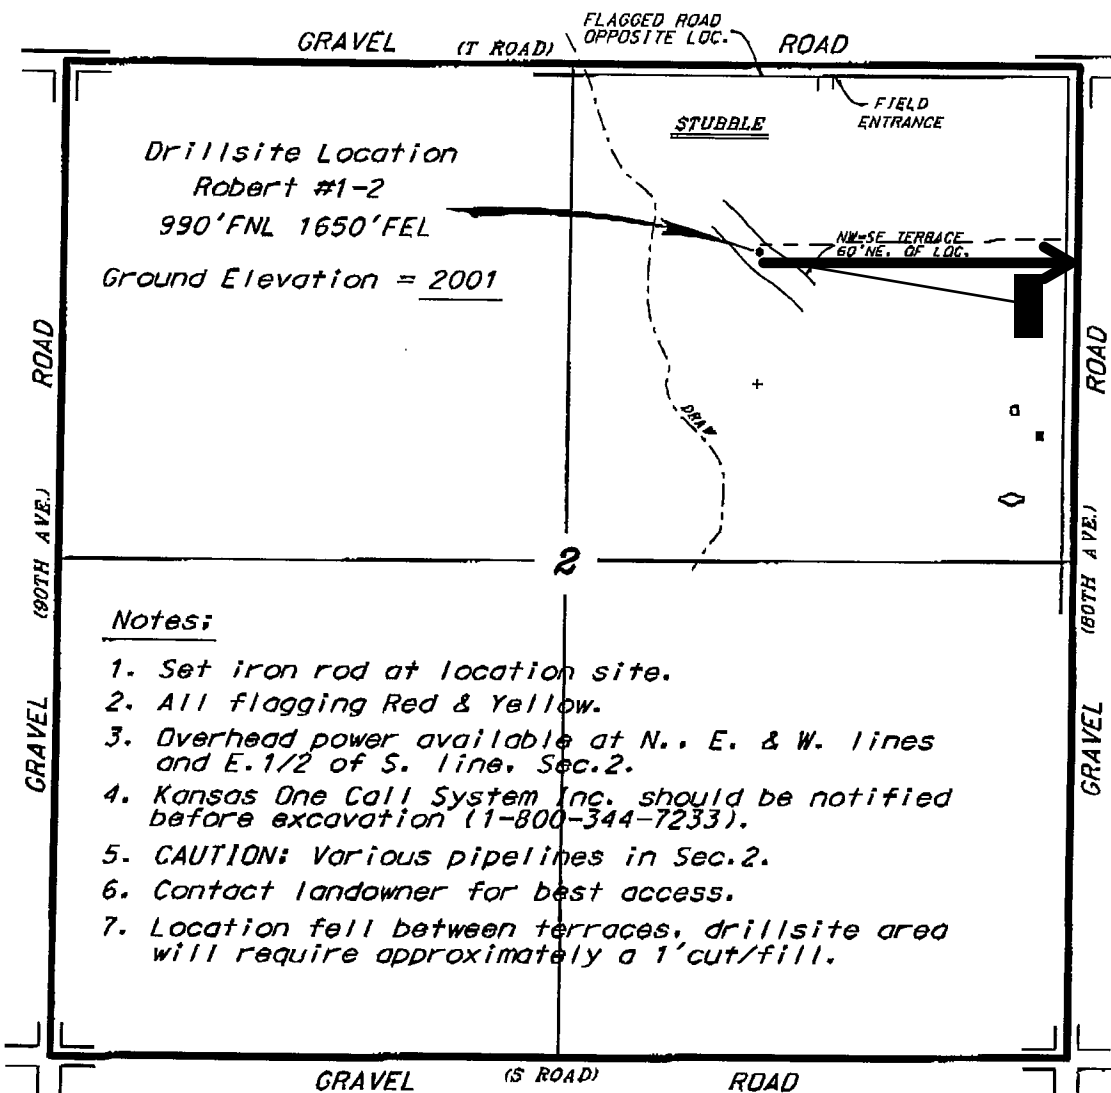 FLAGGED ROAD
OPPOSITE LOC.
GRAVEL (T ROAD) ROAD
FIELD
ENTRANCE
STUBBLE
Drillsite Location
Robert #1-2
990'FNL 1650'FEL
Ground Elevation = 2001
NW-SE TERRACE
60'NE. OF LOC.
ROAD
ROAD
DRAW
(90TH AVE.)
(80TH AVE.)
2
GRAVEL
GRAVEL
Notes:
1. Set iron rod at location site.
2. All flagging Red & Yellow.
3. Overhead power available at N., E. & W. lines
and E.1/2 of S. line, Sec.2.
4. Kansas One Call System Inc. should be notified
before excavation (1-800-344-7233).
5. CAUTION: Various pipelines in Sec.2.
6. Contact landowner for best access.
7. Location fell between terraces, drillsite area
will require approximately a 1'cut/fill.
GRAVEL (S ROAD) ROAD